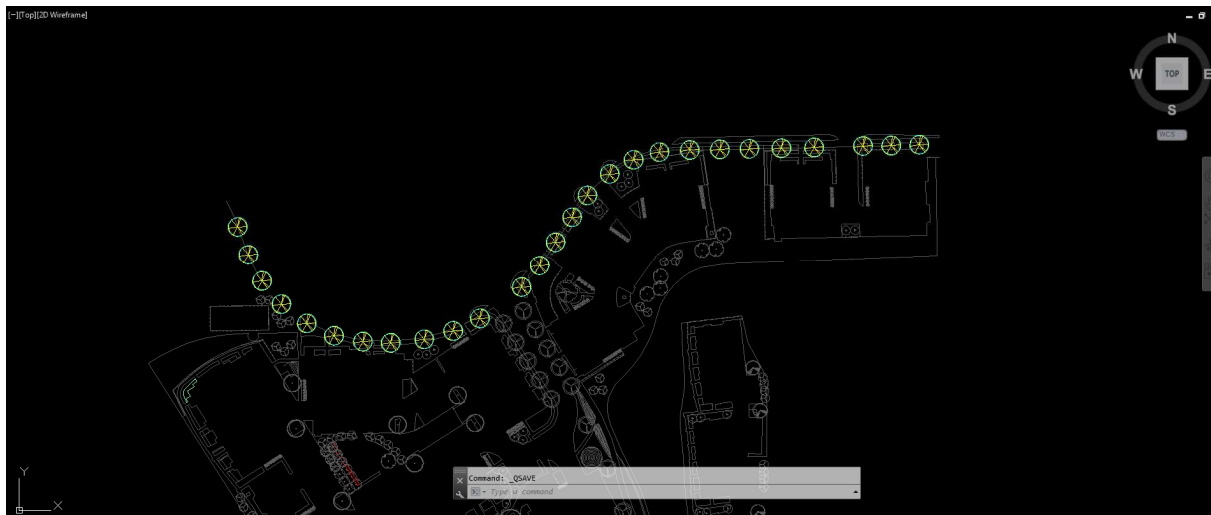 [−][Top][2D Wireframe]
N
W
TOP
E
S
WCS
Y
X
Command: _QSAVE
Type a command